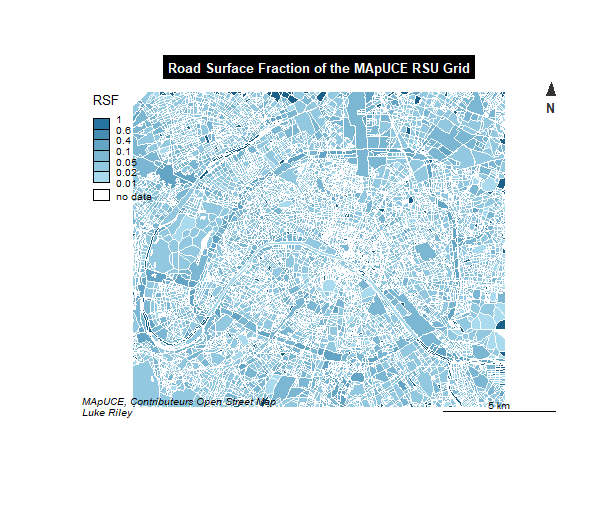 Road Surface Fraction of the MApUCE RSU Grid
N
RSF
1
0.6
0.4
0.1
0.05
0.02
0.01
no data
MApUCE, Contributeurs Open Street Map
Luke Riley
5 km